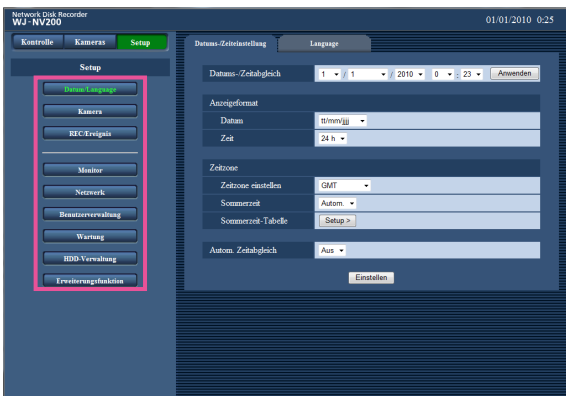 Network Disk Recorder
WJ-NV200
01/01/2010 0:25
Kontrolle Kameras Setup
Setup
Datum/Language
Kamera
REC/Ereignis
Monitor
Netzwerk
Benutzerverwaltung
Wartung
HDD-Verwaltung
Erweiterungsfunktion
Datums-/Zeiteinstellung Language
Datums-/Zeitabgleich 1 / 1 / 2010 - 0 : 23 Anwenden
Anzeigeformat
Datum tt/mm/jjjj
Zeit 24 h
Zeitzone
Zeitzone einstellen GMT
Sommerzeit Autom.
Sommerzeit-Tabelle Setup >
Autom. Zeitabgleich Aus
Einstellen